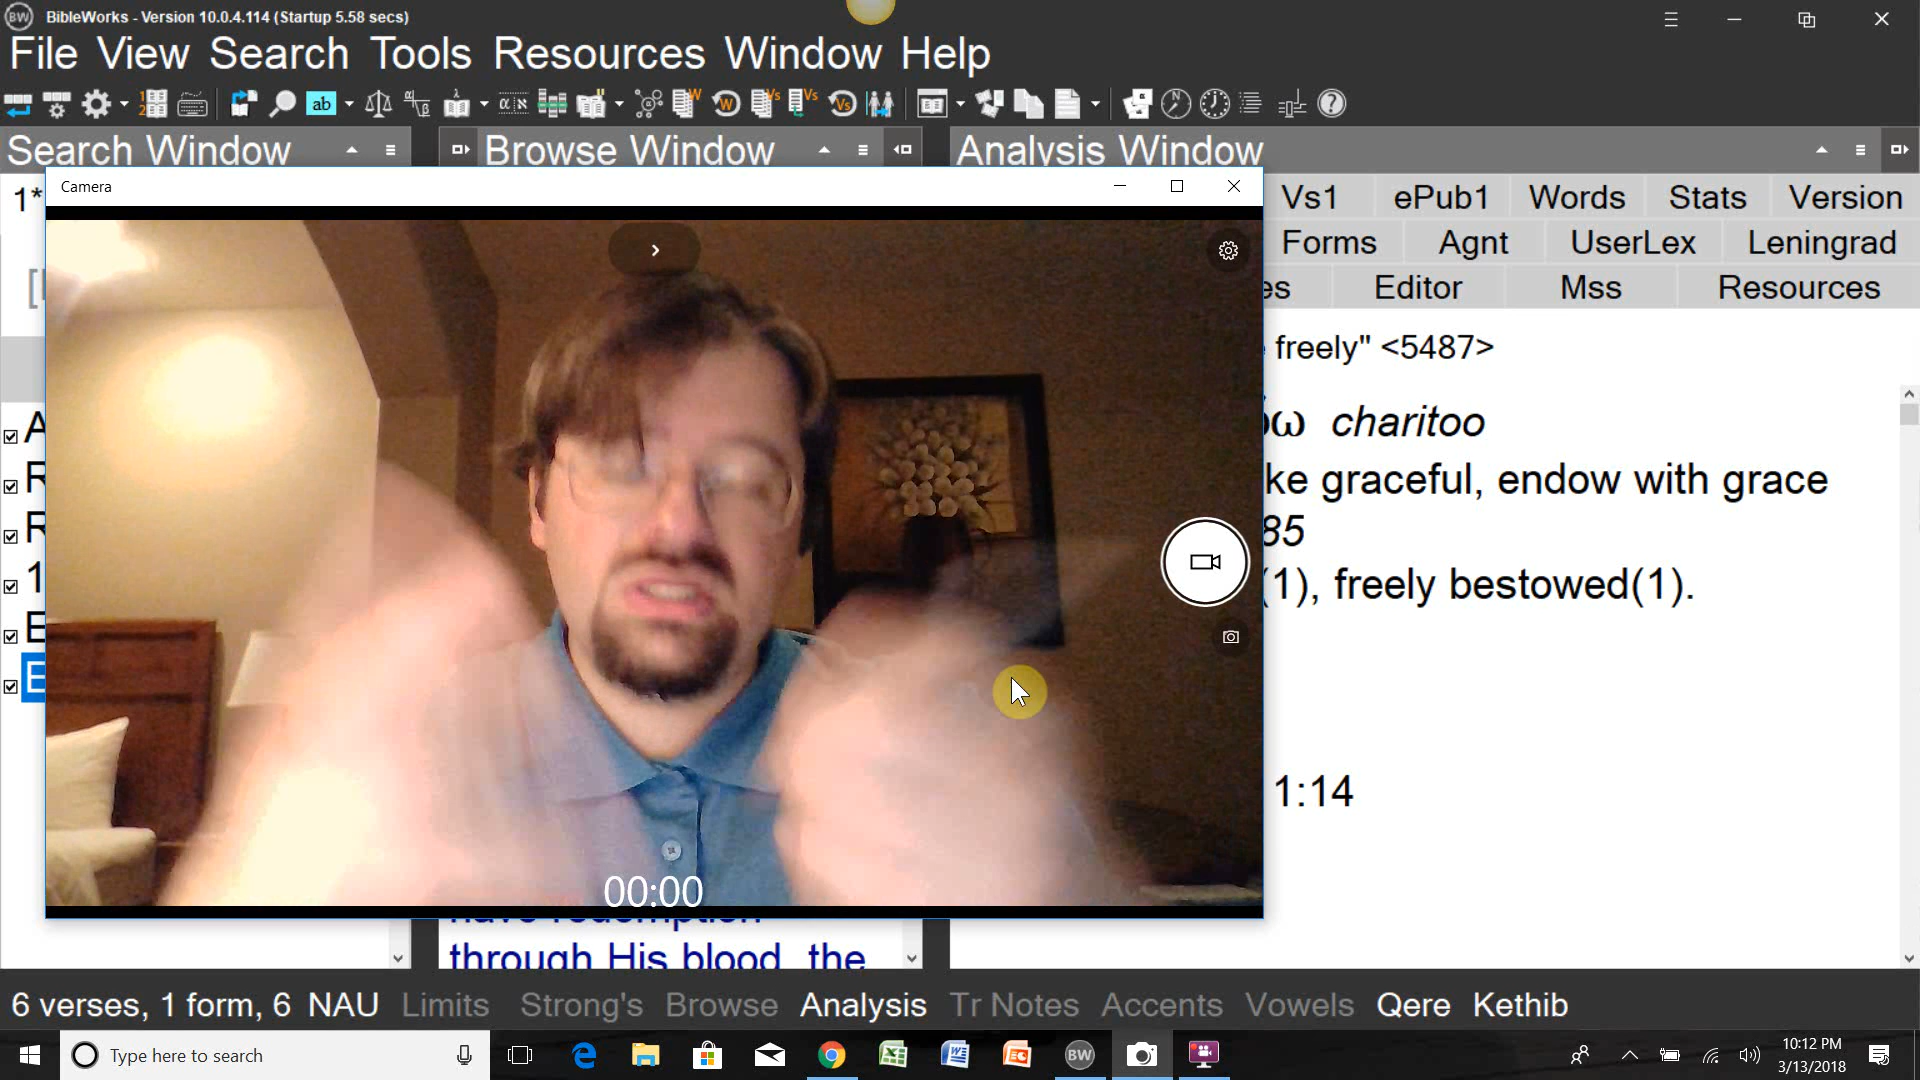 BibleWorks - Version 10.0.4.114 (Startup 5.58 secs)
File View Search Tools Resources Window Help
Search Window
Browse Window
Analysis Window
1*
Camera
Vs1 ePub1 Words Stats Version
Forms Agnt UserLex Leningrad
es Editor Mss Resources
freely" <5487>
ω charitoo
ke graceful, endow with grace
85
(1), freely bestowed(1).
1:14
A
R
R
1
E
E
00:00
have redemption
through His blood, the
6 verses, 1 form, 6 NAU Limits Strong's Browse Analysis Tr Notes Accents Vowels Qere Kethib
Type here to search
10:12 PM
3/13/2018